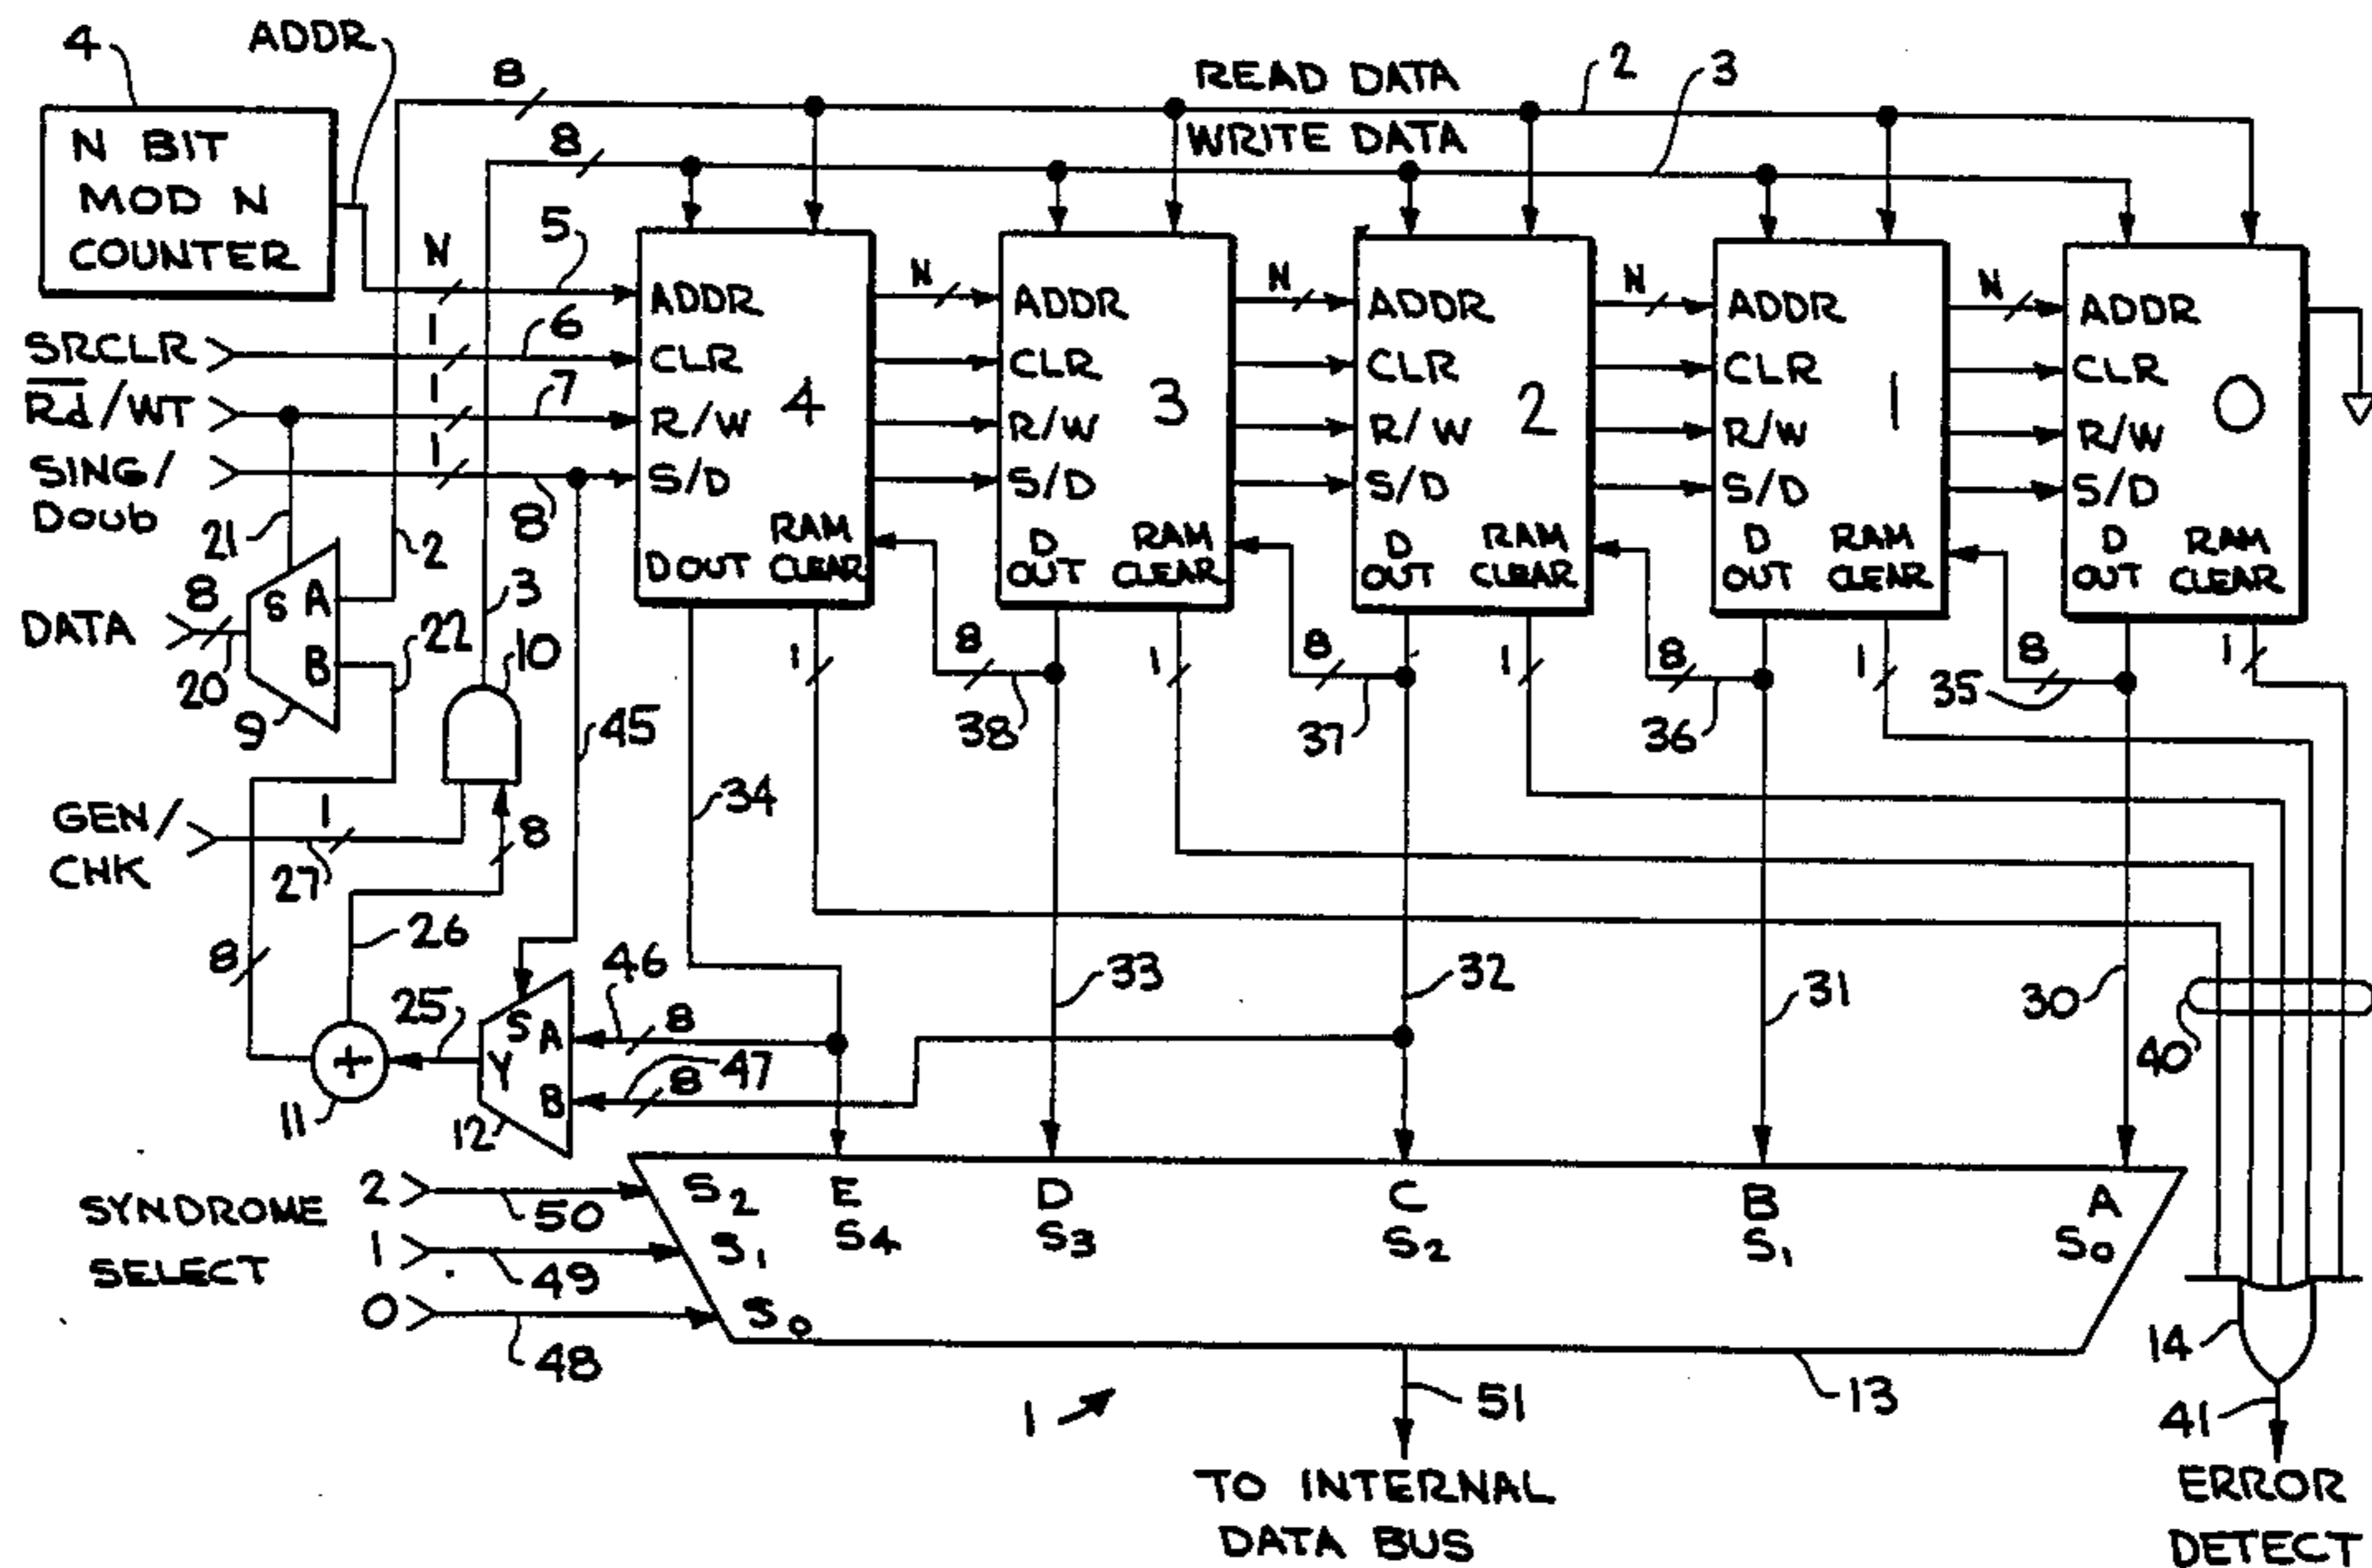 4
ADDR
8
READ DATA
2
3
N BIT
MOD N
COUNTER
8
WRITE DATA
N
5
SRCLR
1
6
R̅d̅/WT
1
7
SING/
Doub
1
8
ADDR
CLR
R/W
S/D
4
D OUT
RAM
CLEAR
N
ADDR
CLR
R/W
S/D
3
D
OUT
RAM
CLEAR
N
ADDR
CLR
R/W
S/D
2
D
OUT
RAM
CLEAR
N
ADDR
CLR
R/W
S/D
1
D
OUT
RAM
CLEAR
N
ADDR
CLR
R/W
S/D
0
D
OUT
RAM
CLEAR
21
2
3
DATA
8
20
S A
B
9
22
10
45
1
8
38
1
8
37
1
8
36
1
8
35
1
GEN/
CHK
1
27
8
34
26
8
25
11
S A
Y
B
12
46
8
47
8
33
32
31
30
40
SYNDROME
SELECT
2
50
1
49
0
48
S2
S1
S0
E
S4
D
S3
C
S2
B
S1
A
S0
14
13
1
51
41
TO INTERNAL
DATA BUS
ERROR
DETECT